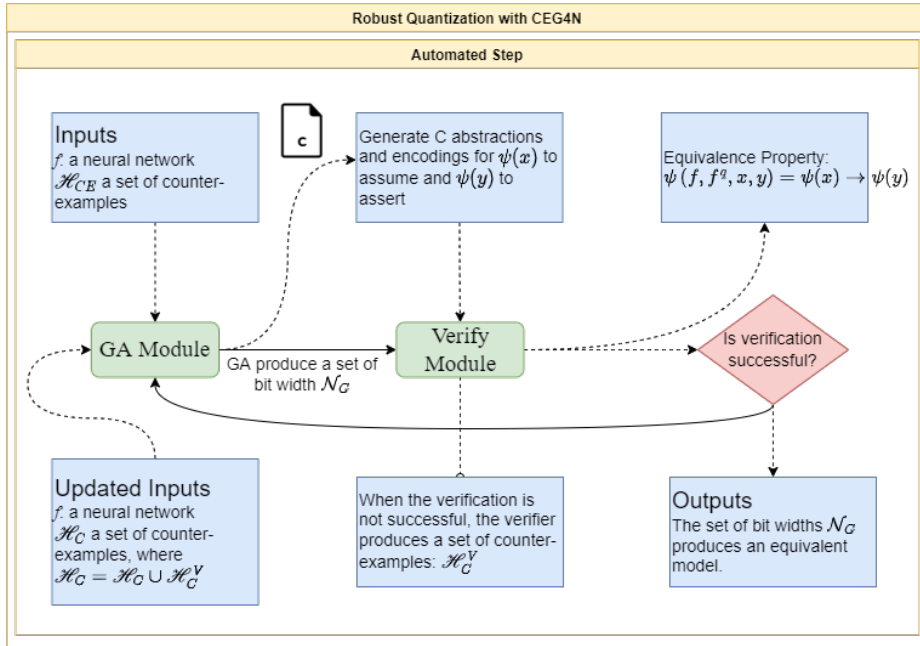 Robust Quantization with CEG4N
Automated Step
Inputs
f: a neural network
ℋ_CE a set of counter-
examples
C
Generate C abstractions
and encodings for ψ(x) to
assume and ψ(y) to
assert
Equivalence Property:
ψ (f, f^q, x, y) = ψ(x) → ψ(y)
GA Module
GA produce a set of
bit width 𝒩_G
Verify
Module
Is verification
successful?
Updated Inputs
f: a neural network
ℋ_C a set of counter-
examples, where
ℋ_C = ℋ_C ∪ ℋ_C^V
When the verification is
not successful, the verifier
produces a set of counter-
examples: ℋ_C^V
Outputs
The set of bit widths 𝒩_G
produces an equivalent
model.